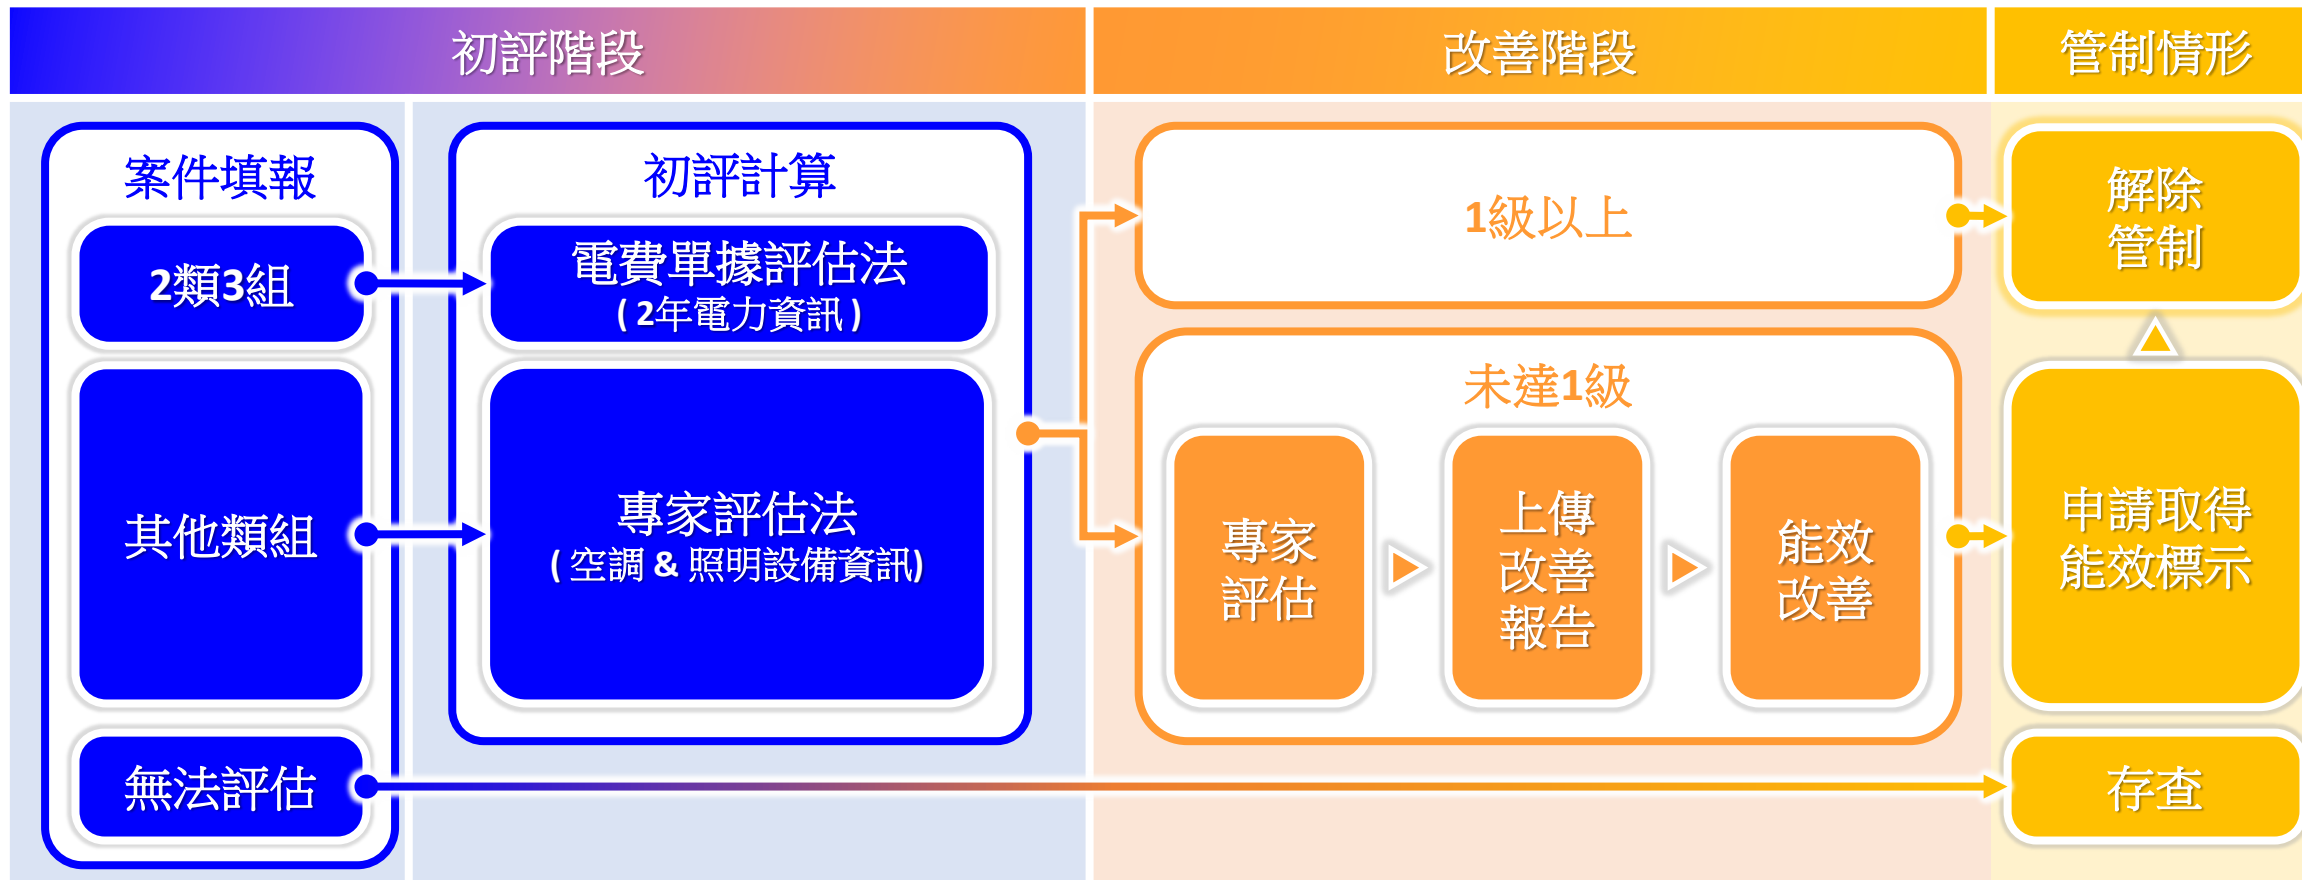 初評階段
改善階段
管制情形
案件填報
2類3組
其他類組
無法評估
初評計算
電費單據評估法
( 2年電力資訊 )
專家評估法
( 空調 & 照明設備資訊)
1級以上
未達1級
專家
評估
上傳
改善
報告
能效
改善
解除
管制
申請取得
能效標示
存查